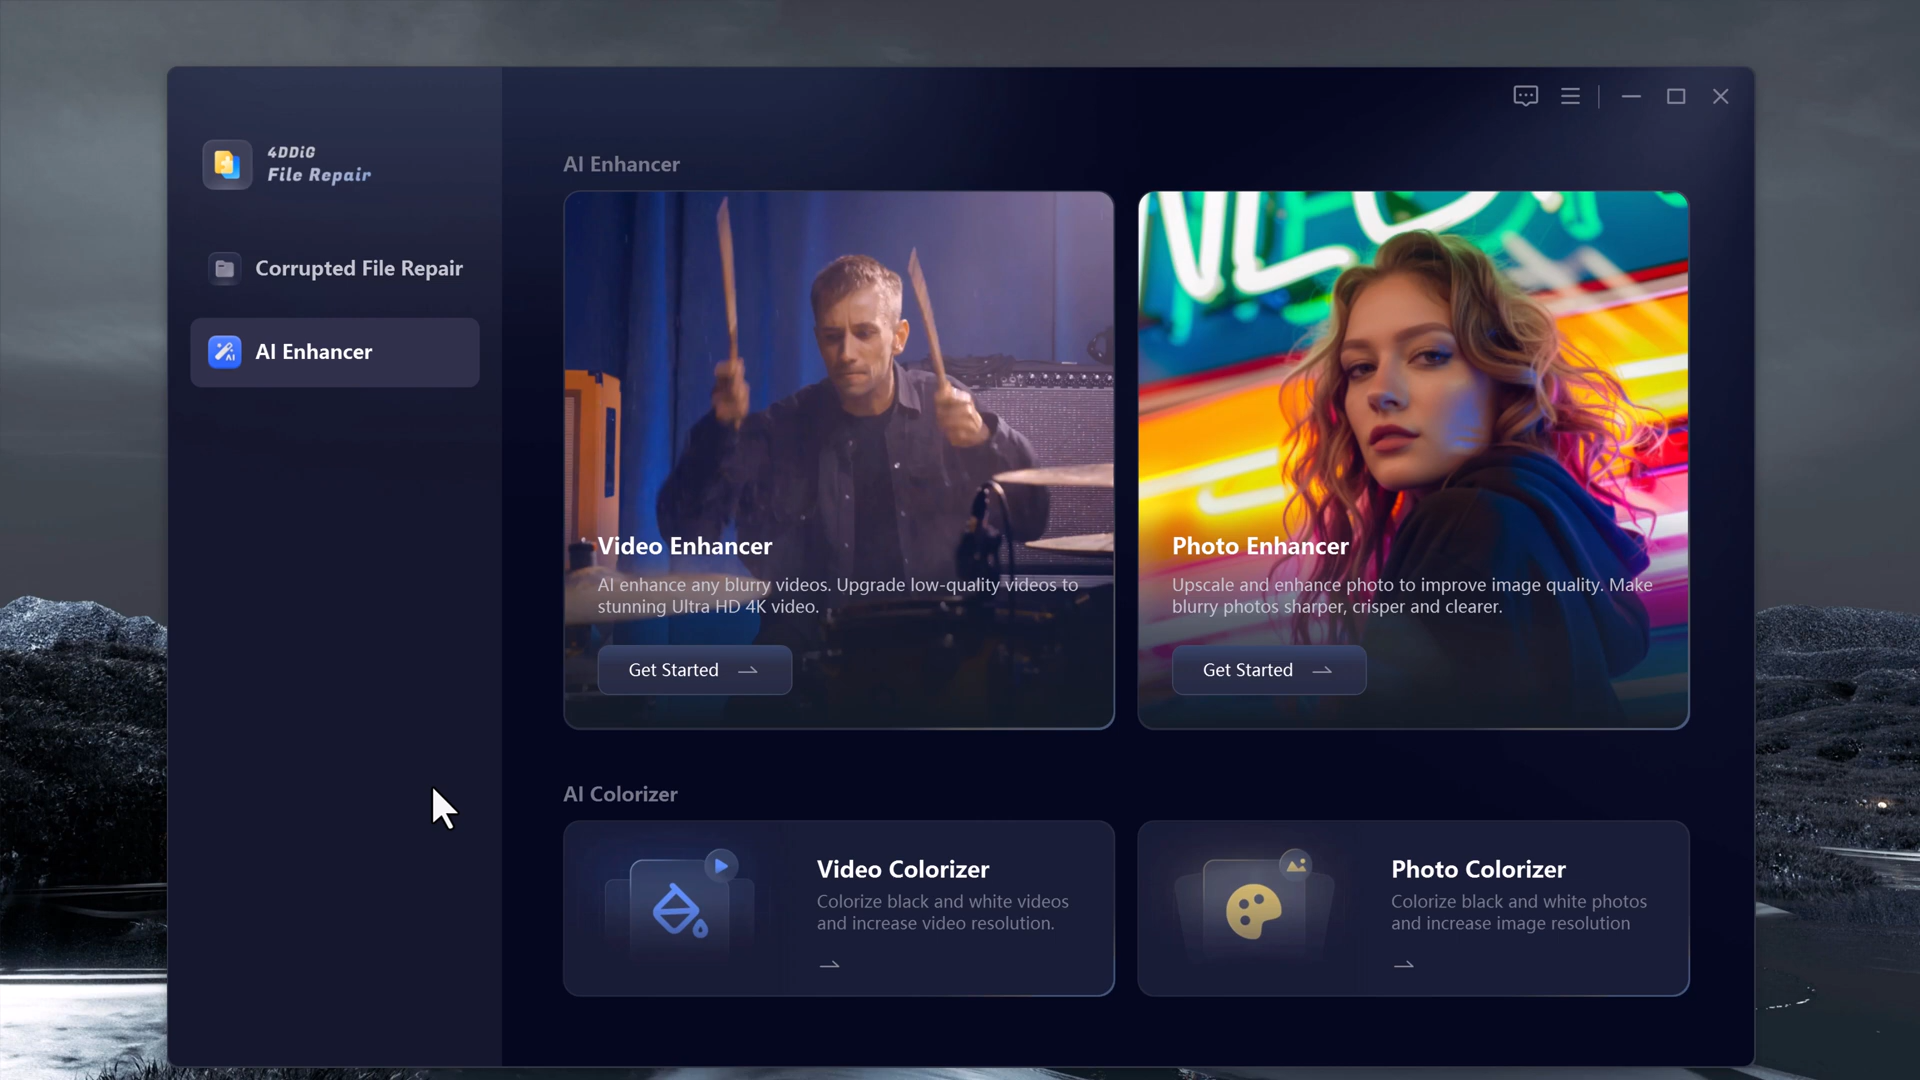 4DDiG
File Repair
Corrupted File Repair
AI Enhancer
AI Enhancer
Video Enhancer
AI enhance any blurry videos. Upgrade low-quality videos to
stunning Ultra HD 4K video.
Get Started
Photo Enhancer
Upscale and enhance photo to improve image quality. Make
blurry photos sharper, crisper and clearer.
Get Started
AI Colorizer
Video Colorizer
Colorize black and white videos
and increase video resolution.
Photo Colorizer
Colorize black and white photos
and increase image resolution